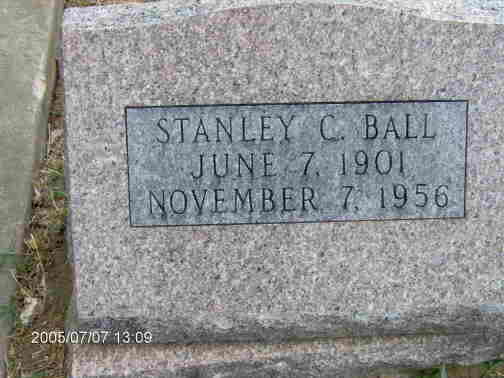 STANLEY C. BALL
JUNE 7, 1901
NOVEMBER 7, 1956
2005/07/07 13:09